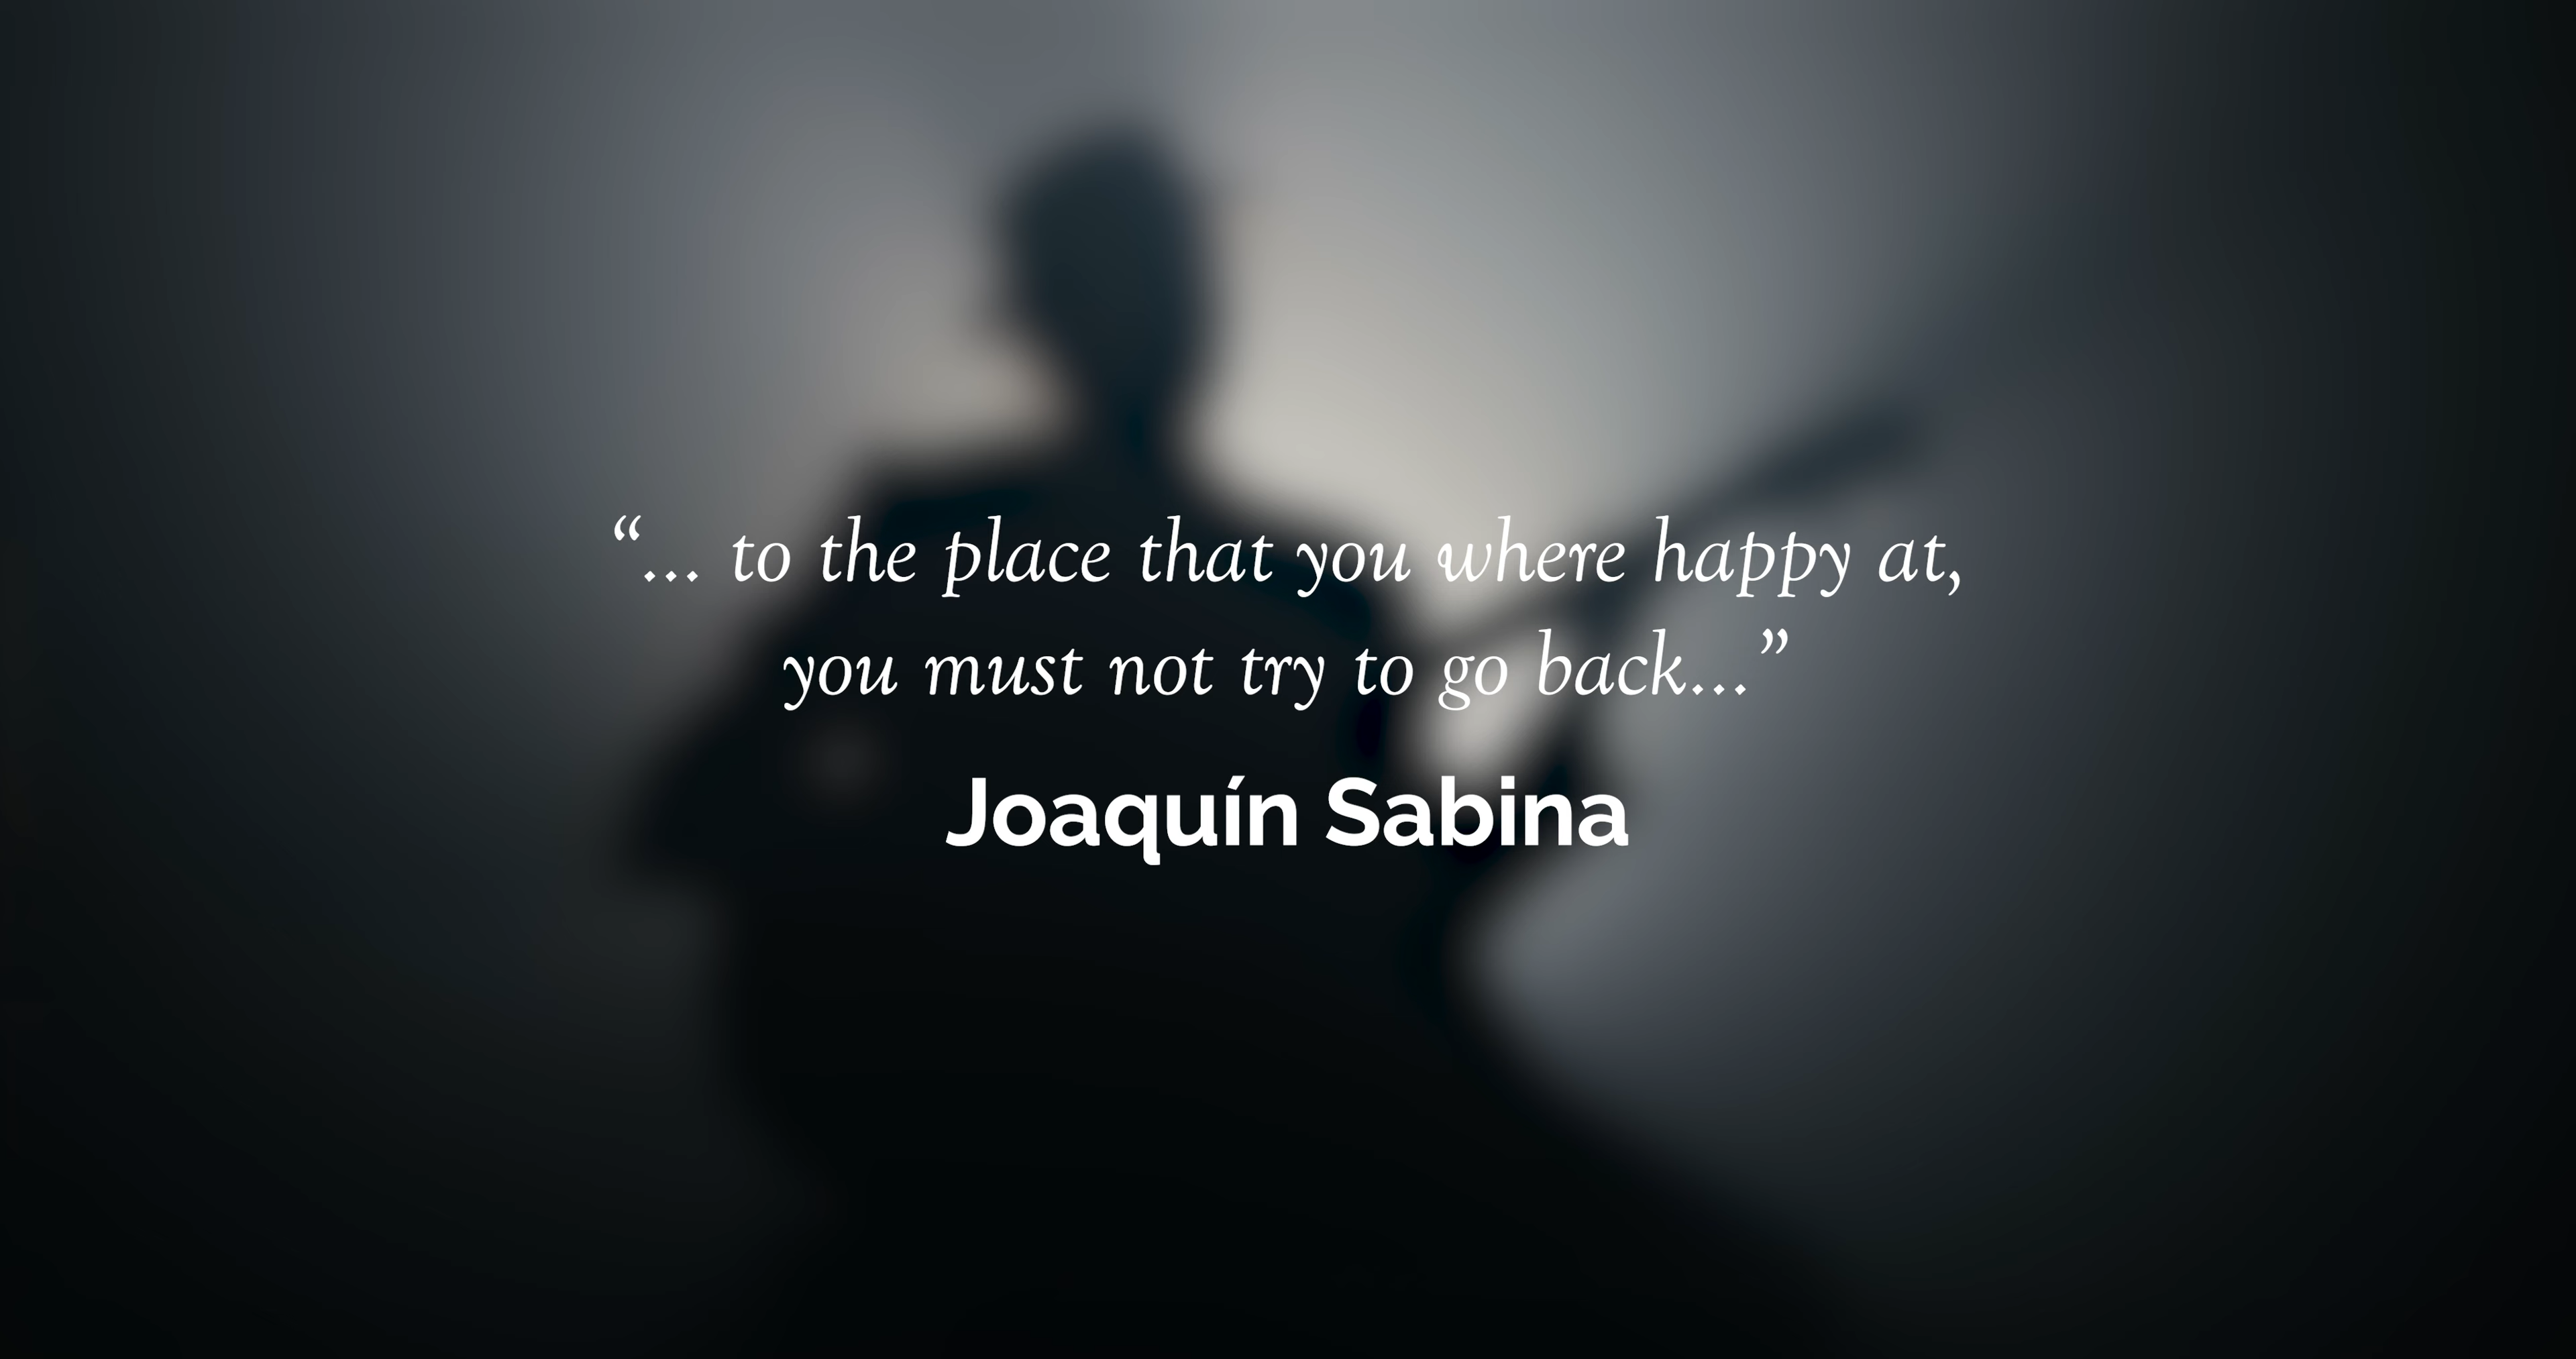 “… to the place that you where happy at,
you must not try to go back…”
Joaquín Sabina